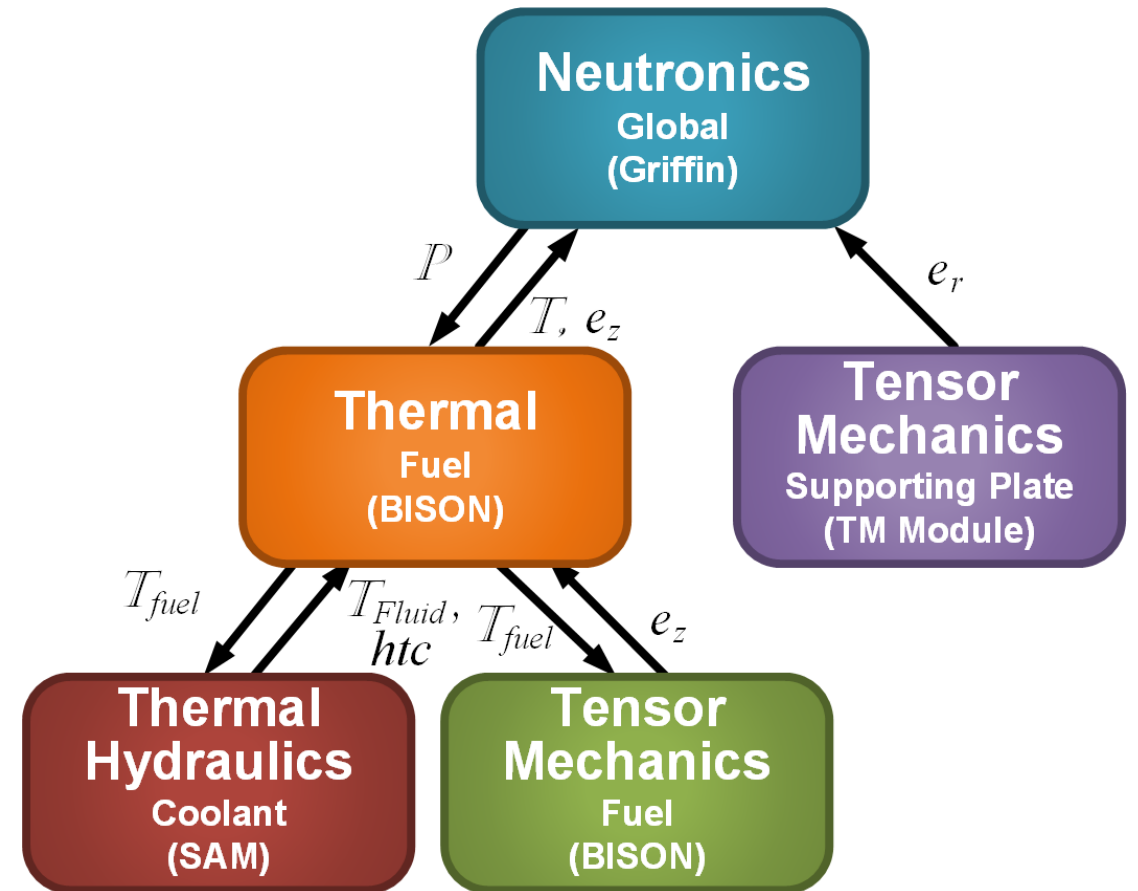 Neutronics
Global
(Griffin)
ℙ
𝕋, e_z
e_r
Thermal
Fuel
(BISON)
Tensor
Mechanics
Supporting Plate
(TM Module)
𝕋_fuel
𝕋_Fluid,
htc
𝕋_fuel
e_z
Thermal
Hydraulics
Coolant
(SAM)
Tensor
Mechanics
Fuel
(BISON)